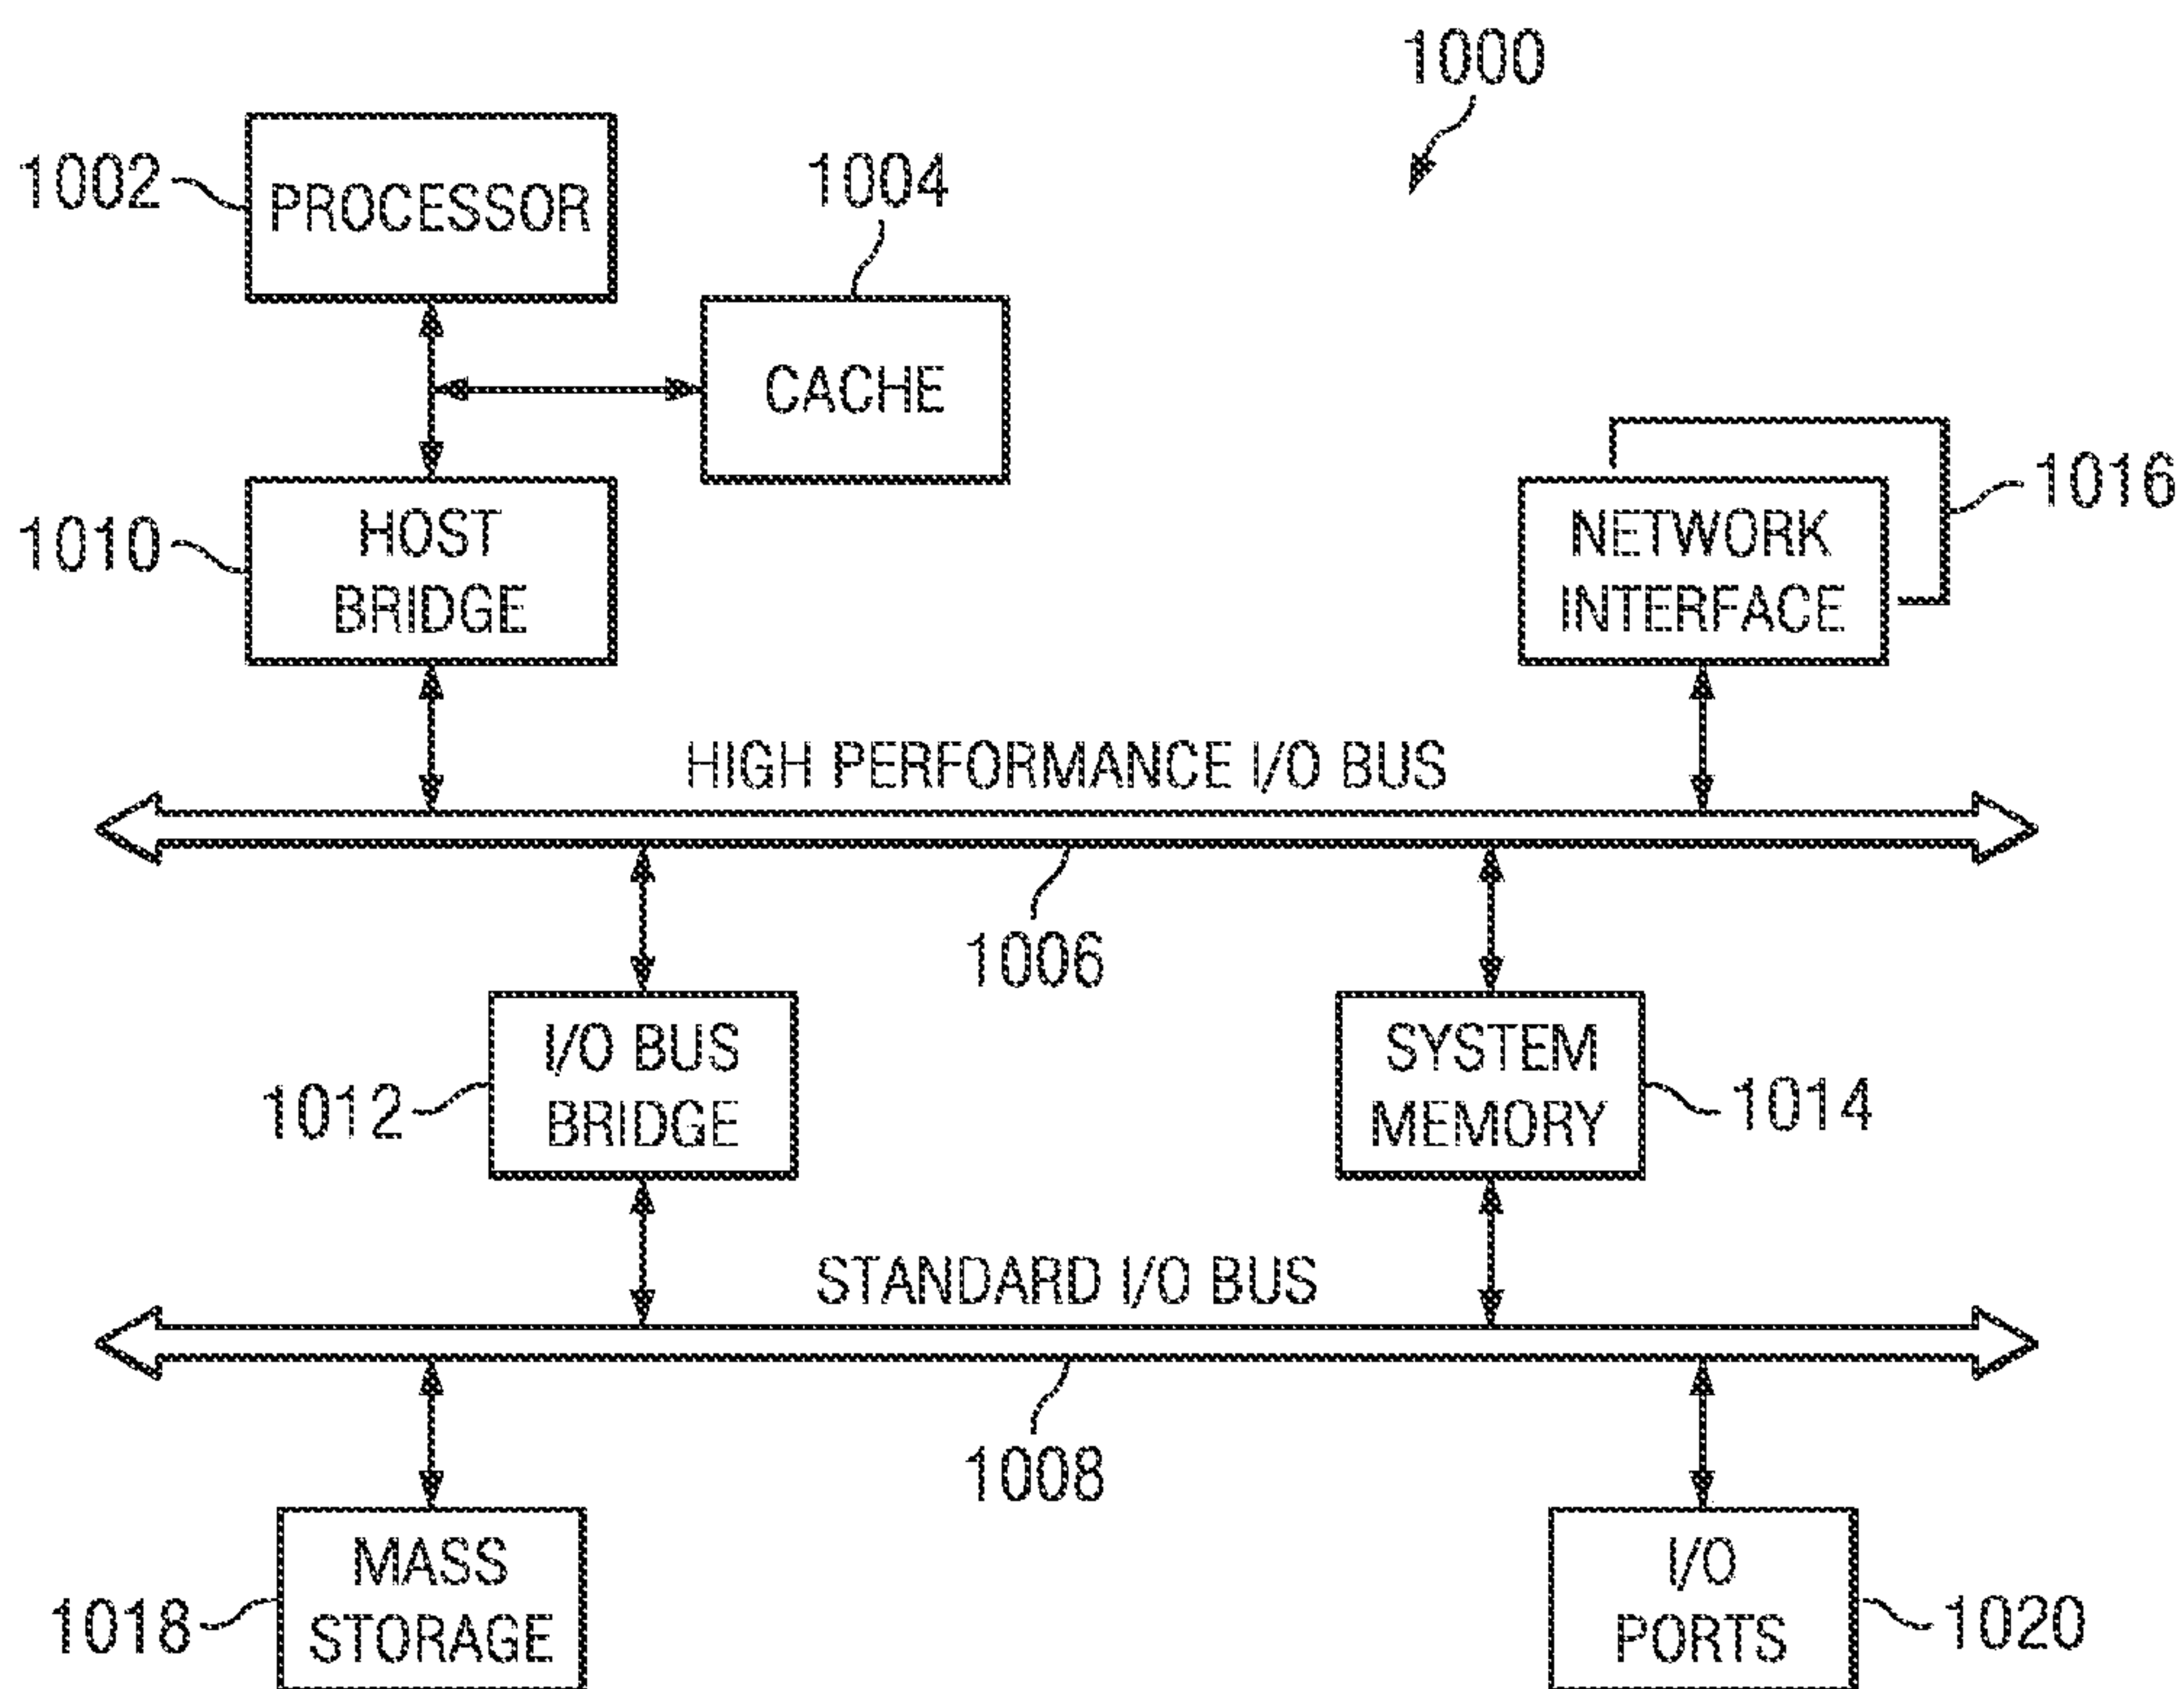 1000
1002
PROCESSOR
1004
CACHE
1010
HOST
BRIDGE
NETWORK
INTERFACE
1016
HIGH PERFORMANCE I/O BUS
1006
I/O BUS
BRIDGE
1012
SYSTEM
MEMORY
1014
STANDARD I/O BUS
1008
MASS
STORAGE
1018
I/O
PORTS
1020